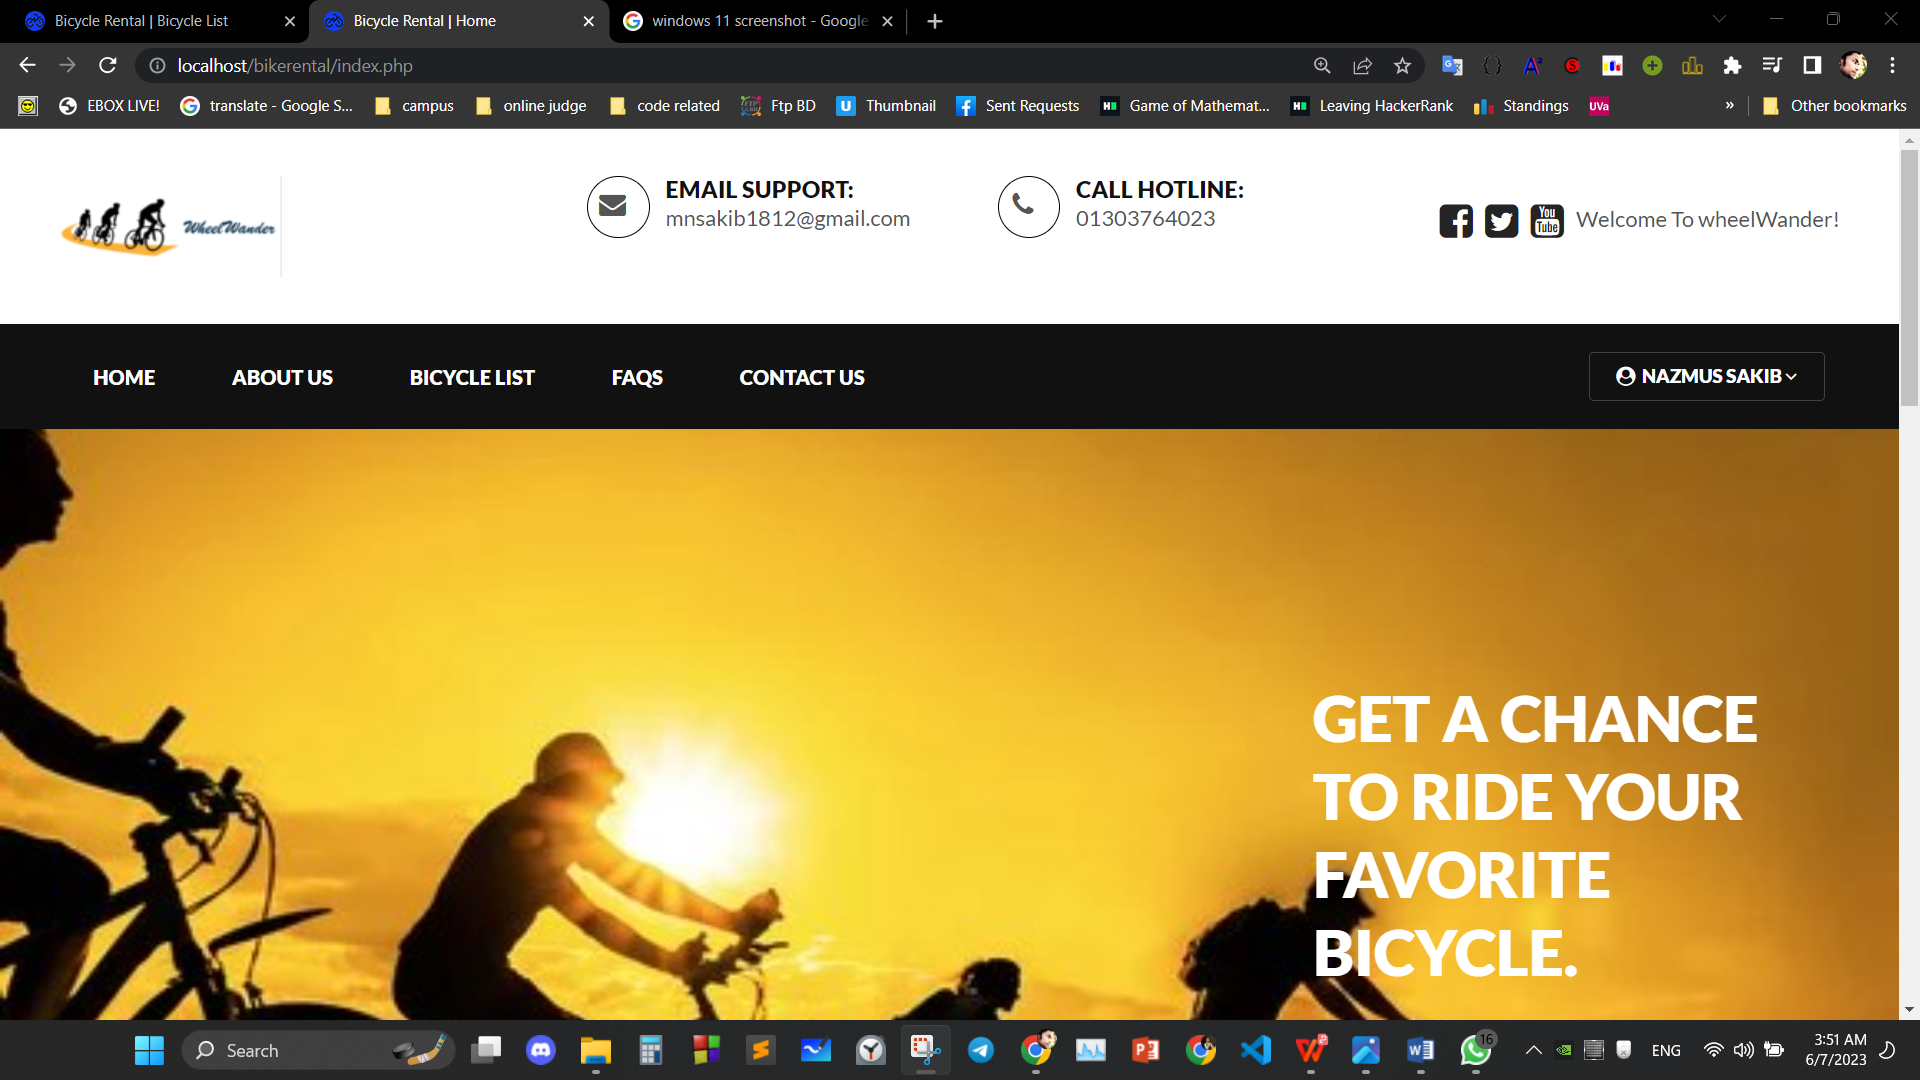 Bicycle Rental | Bicycle List
Bicycle Rental | Home
windows 11 screenshot - Google
localhost/bikerental/index.php
EBOX LIVE!
translate - Google S...
campus
online judge
code related
Ftp BD
Thumbnail
Sent Requests
Game of Mathemat...
Leaving HackerRank
Standings
UVa
Other bookmarks
WheelWander
EMAIL SUPPORT:
mnsakib1812@gmail.com
CALL HOTLINE:
01303764023
You
Tube
Welcome To wheelWander!
HOME
ABOUT US
BICYCLE LIST
FAQS
CONTACT US
NAZMUS SAKIB
GET A CHANCE
TO RIDE YOUR
FAVORITE
BICYCLE.
Search
16
ENG
3:51 AM
6/7/2023